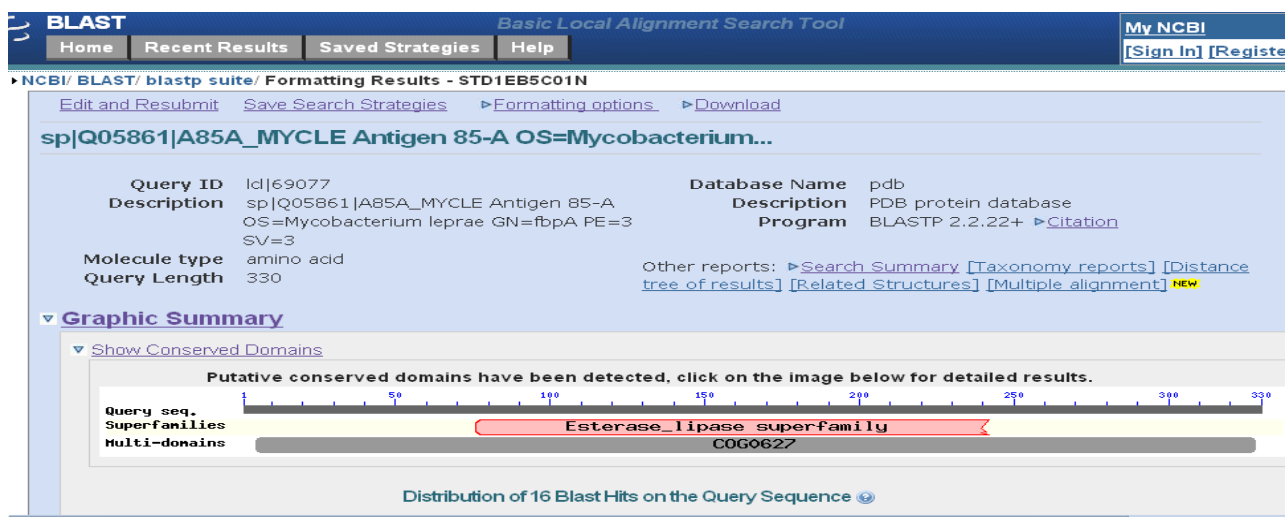 BLAST
Basic Local Alignment Search Tool
My NCBI
Home Recent Results Saved Strategies Help
[Sign In] [Registe
NCBI/ BLAST/ blastp suite/ Formatting Results - STD1EB5C01N
Edit and Resubmit Save Search Strategies Formatting options Download
sp|Q05861|A85A_MYCLE Antigen 85-A OS=Mycobacterium...
Query ID lcl|69077
Description sp|Q05861|A85A_MYCLE Antigen 85-A
OS=Mycobacterium leprae GN=fbpA PE=3
SV=3
Molecule type amino acid
Query Length 330
Database Name pdb
Description PDB protein database
Program BLASTP 2.2.22+ Citation
Other reports: Search Summary [Taxonomy reports] [Distance
tree of results] [Related Structures] [Multiple alignment] NEW
Graphic Summary
Show Conserved Domains
Putative conserved domains have been detected, click on the image below for detailed results.
1 50 100 150 200 250 300 330
Query seq.
Superfamilies Esterase_lipase superfamily
Multi-domains COG0627
Distribution of 16 Blast Hits on the Query Sequence ?